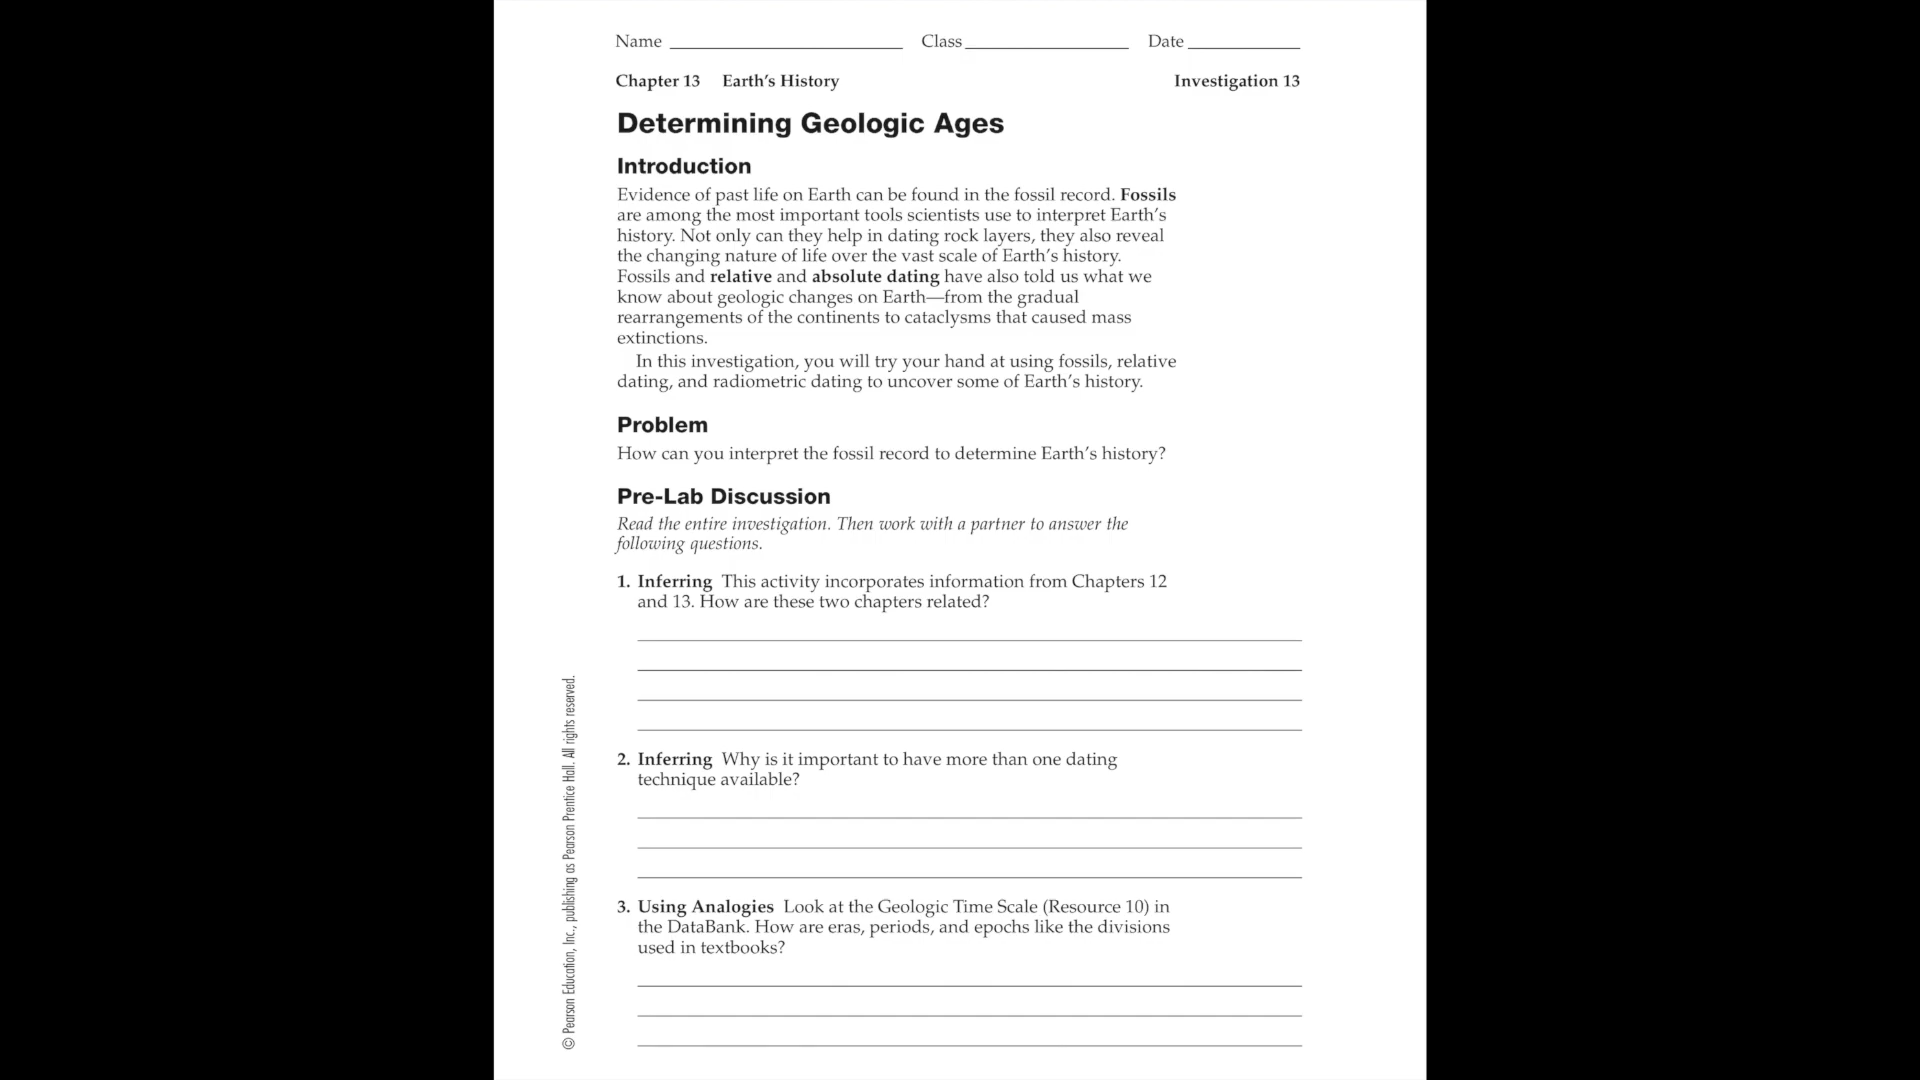 Name Class Date
Chapter 13 Earth's History Investigation 13
Determining Geologic Ages
Introduction
Evidence of past life on Earth can be found in the fossil record. Fossils
are among the most important tools scientists use to interpret Earth's
history. Not only can they help in dating rock layers, they also reveal
the changing nature of life over the vast scale of Earth's history.
Fossils and relative and absolute dating have also told us what we
know about geologic changes on Earth—from the gradual
rearrangements of the continents to cataclysms that caused mass
extinctions.
In this investigation, you will try your hand at using fossils, relative
dating, and radiometric dating to uncover some of Earth's history.
Problem
How can you interpret the fossil record to determine Earth's history?
Pre-Lab Discussion
Read the entire investigation. Then work with a partner to answer the
following questions.
1. Inferring This activity incorporates information from Chapters 12
and 13. How are these two chapters related?
2. Inferring Why is it important to have more than one dating
technique available?
3. Using Analogies Look at the Geologic Time Scale (Resource 10) in
the DataBank. How are eras, periods, and epochs like the divisions
used in textbooks?
© Pearson Education, Inc., publishing as Pearson Prentice Hall. All rights reserved.